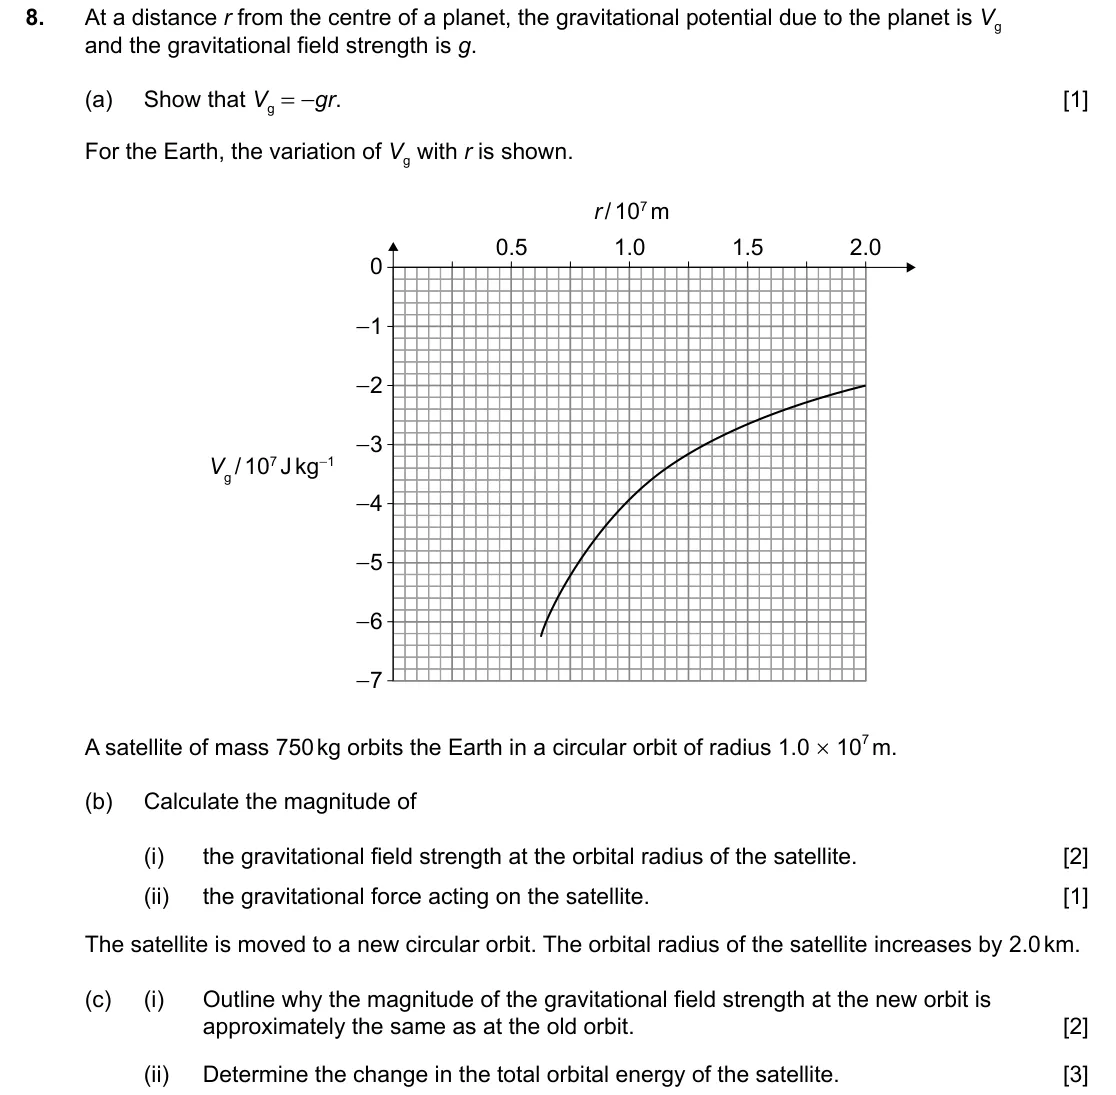 8. At a distance r from the centre of a planet, the gravitational potential due to the planet is Vg
and the gravitational field strength is g.
(a) Show that Vg = –gr. [1]
For the Earth, the variation of Vg with r is shown.
r / 10⁷ m
0.5 1.0 1.5 2.0
0
–1
–2
–3
Vg / 10⁷ J kg⁻¹
–4
–5
–6
–7
A satellite of mass 750 kg orbits the Earth in a circular orbit of radius 1.0 × 10⁷ m.
(b) Calculate the magnitude of
(i) the gravitational field strength at the orbital radius of the satellite. [2]
(ii) the gravitational force acting on the satellite. [1]
The satellite is moved to a new circular orbit. The orbital radius of the satellite increases by 2.0 km.
(c) (i) Outline why the magnitude of the gravitational field strength at the new orbit is
approximately the same as at the old orbit. [2]
(ii) Determine the change in the total orbital energy of the satellite. [3]